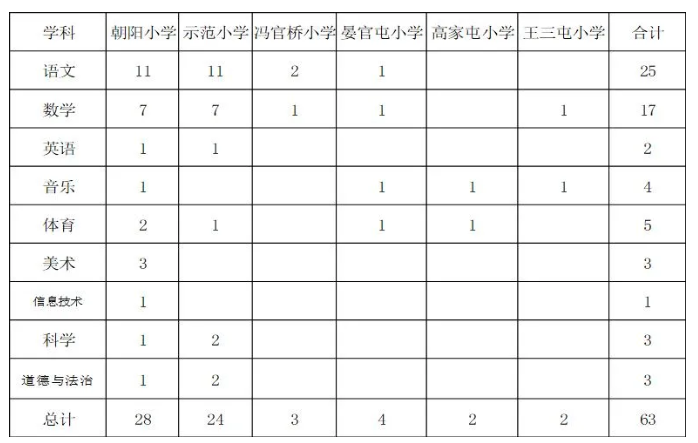 学科 朝阳小学 示范小学 冯官桥小学 晏官屯小学 高家屯小学 王三屯小学 合计
语文 11 11 2 1 25
数学 7 7 1 1 1 17
英语 1 1 2
音乐 1 1 1 1 4
体育 2 1 1 1 5
美术 3 3
信息技术 1 1
科学 1 2 3
道德与法治 1 2 3
总计 28 24 3 4 2 2 63